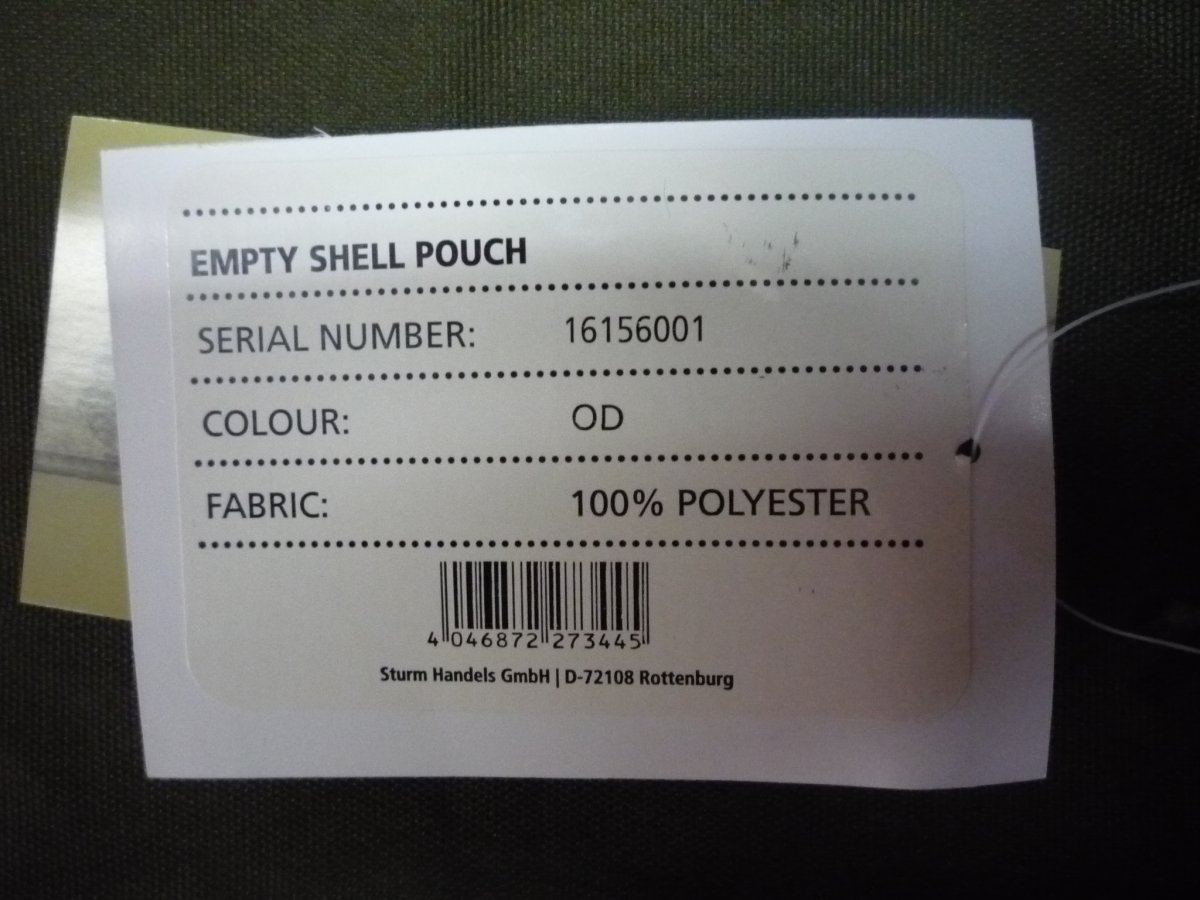 EMPTY SHELL POUCH
SERIAL NUMBER: 16156001
COLOUR: OD
FABRIC: 100% POLYESTER
4 046872 273445
Sturm Handels GmbH | D-72108 Rottenburg